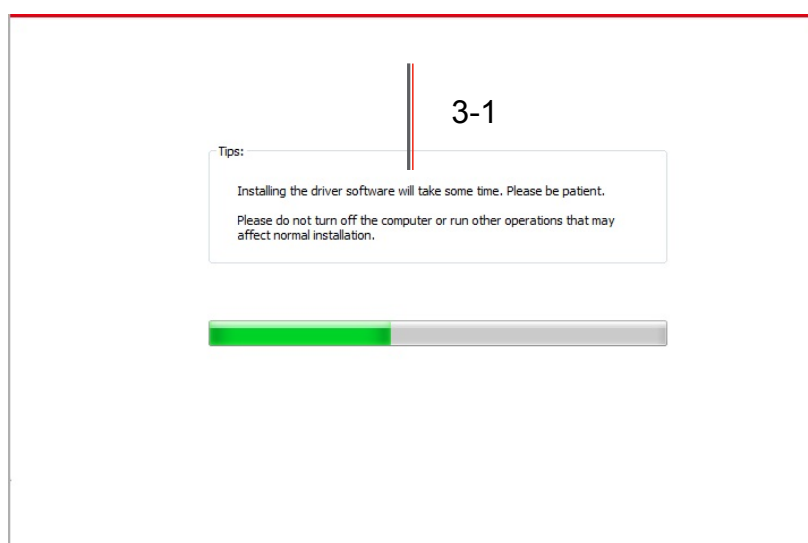 3-1
Tips:
Installing the driver software will take some time. Please be patient.
Please do not turn off the computer or run other operations that may
affect normal installation.